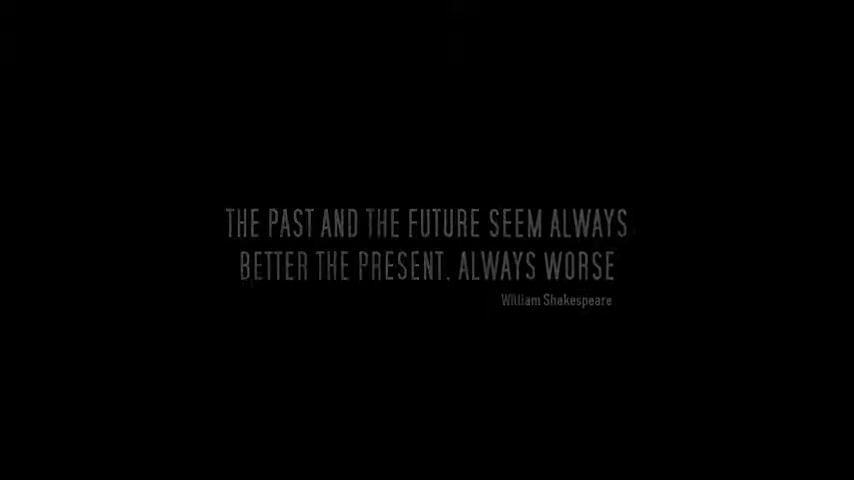 THE PAST AND THE FUTURE SEEM ALWAYS
BETTER THE PRESENT. ALWAYS WORSE
William Shakespeare